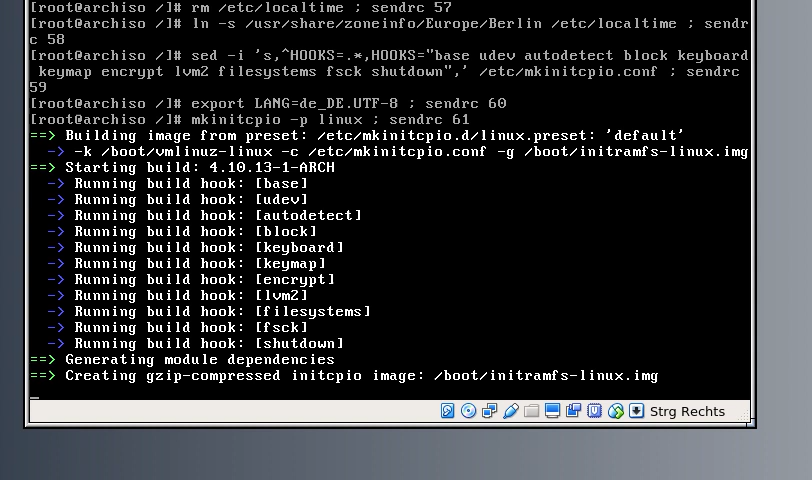 [root@archiso /]# rm /etc/localtime ; sendrc 57
[root@archiso /]# ln -s /usr/share/zoneinfo/Europe/Berlin /etc/localtime ; sendr
c 58
[root@archiso /]# sed -i 's,^HOOKS=.*,HOOKS="base udev autodetect block keyboard
 keymap encrypt lvm2 filesystems fsck shutdown",' /etc/mkinitcpio.conf ; sendrc
59
[root@archiso /]# export LANG=de_DE.UTF-8 ; sendrc 60
[root@archiso /]# mkinitcpio -p linux ; sendrc 61
==> Building image from preset: /etc/mkinitcpio.d/linux.preset: 'default'
  -> -k /boot/vmlinuz-linux -c /etc/mkinitcpio.conf -g /boot/initramfs-linux.img
==> Starting build: 4.10.13-1-ARCH
  -> Running build hook: [base]
  -> Running build hook: [udev]
  -> Running build hook: [autodetect]
  -> Running build hook: [block]
  -> Running build hook: [keyboard]
  -> Running build hook: [keymap]
  -> Running build hook: [encrypt]
  -> Running build hook: [lvm2]
  -> Running build hook: [filesystems]
  -> Running build hook: [fsck]
  -> Running build hook: [shutdown]
==> Generating module dependencies
==> Creating gzip-compressed initcpio image: /boot/initramfs-linux.img
Strg Rechts